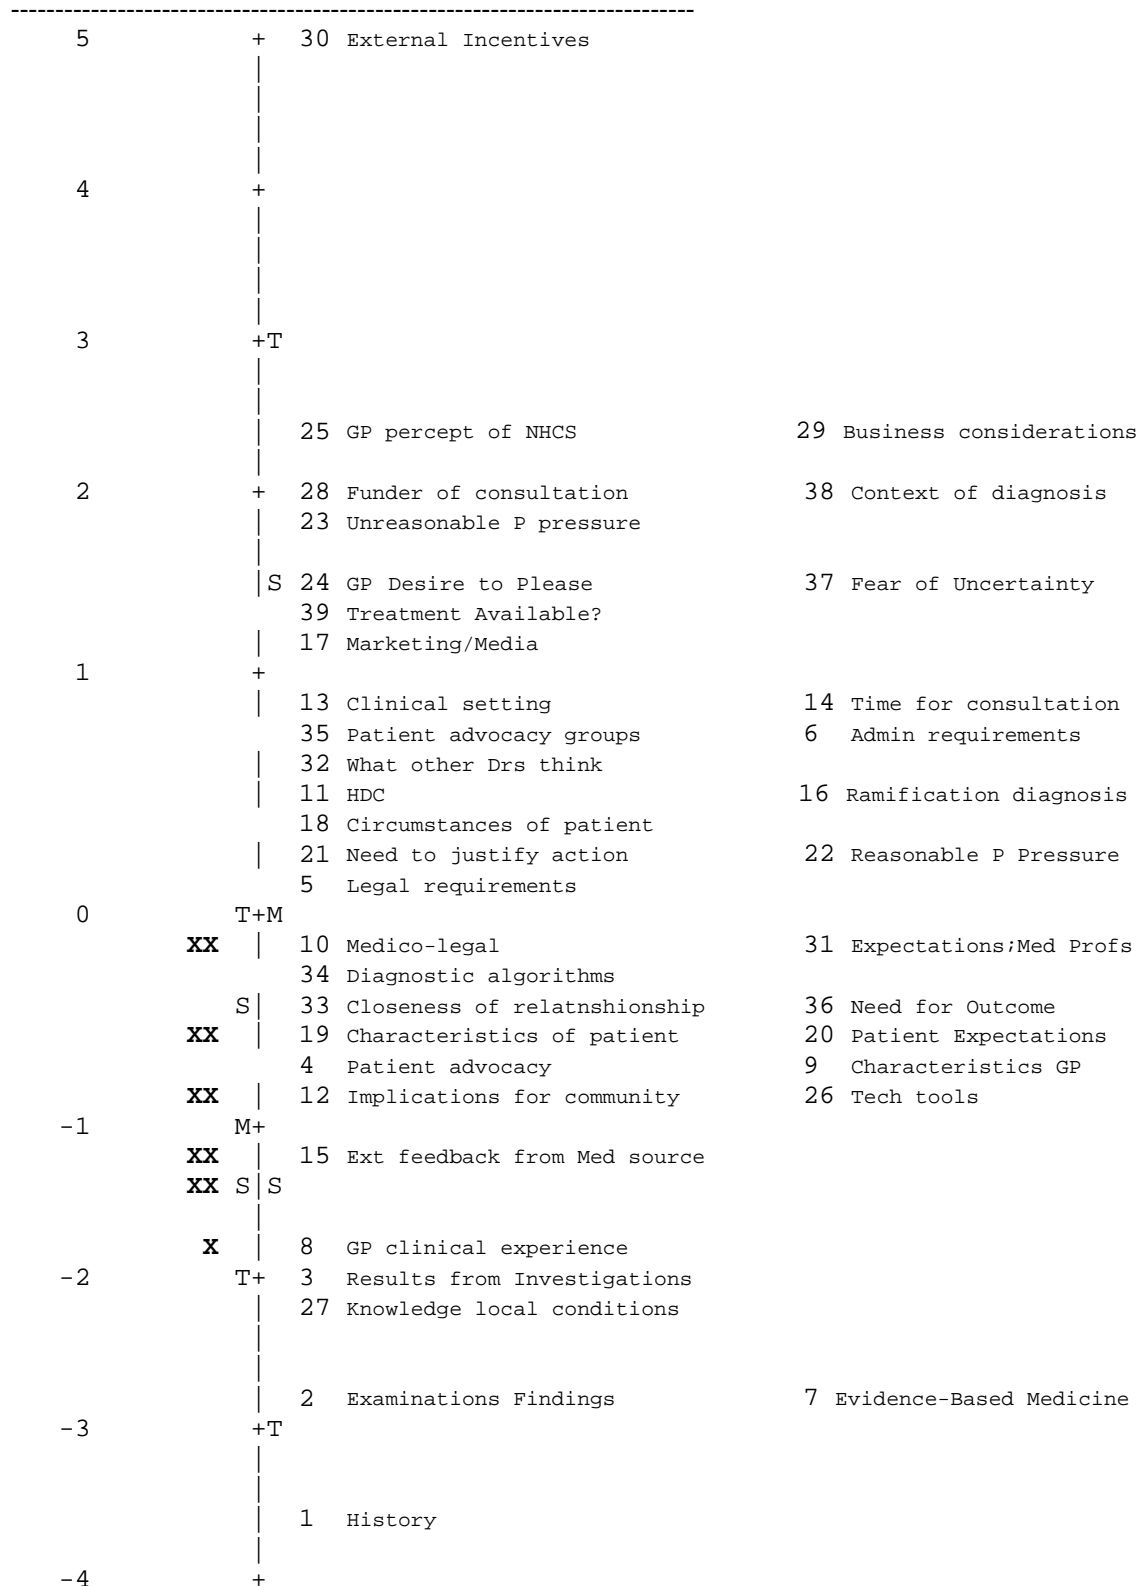 --------------------------------------------------------------------------
5 + 30 External Incentives
|
|
|
|
4 +
|
|
|
|
3 +T
|
|
| 25 GP percept of NHCS 29 Business considerations
|
2 + 28 Funder of consultation 38 Context of diagnosis
| 23 Unreasonable P pressure
|
|S 24 GP Desire to Please 37 Fear of Uncertainty
39 Treatment Available?
| 17 Marketing/Media
1 +
| 13 Clinical setting 14 Time for consultation
35 Patient advocacy groups 6 Admin requirements
| 32 What other Drs think
| 11 HDC 16 Ramification diagnosis
18 Circumstances of patient
| 21 Need to justify action 22 Reasonable P Pressure
5 Legal requirements
0 T+M
XX | 10 Medico-legal 31 Expectations;Med Profs
34 Diagnostic algorithms
S| 33 Closeness of relatnshionship 36 Need for Outcome
XX | 19 Characteristics of patient 20 Patient Expectations
4 Patient advocacy 9 Characteristics GP
XX | 12 Implications for community 26 Tech tools
-1 M+
XX | 15 Ext feedback from Med source
XX S|S
|
X | 8 GP clinical experience
-2 T+ 3 Results from Investigations
| 27 Knowledge local conditions
|
|
| 2 Examinations Findings 7 Evidence-Based Medicine
-3 +T
|
|
| 1 History
|
-4 +